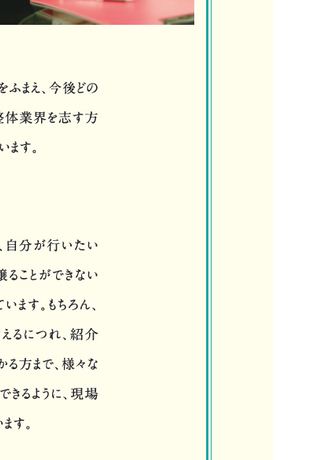 をふまえ、今後どの
整体業界を志す方
います。
、自分が行いたい
譲ることができない
ています。もちろん、
えるにつれ、紹介
かる方まで、様々な
できるように、現場
います。